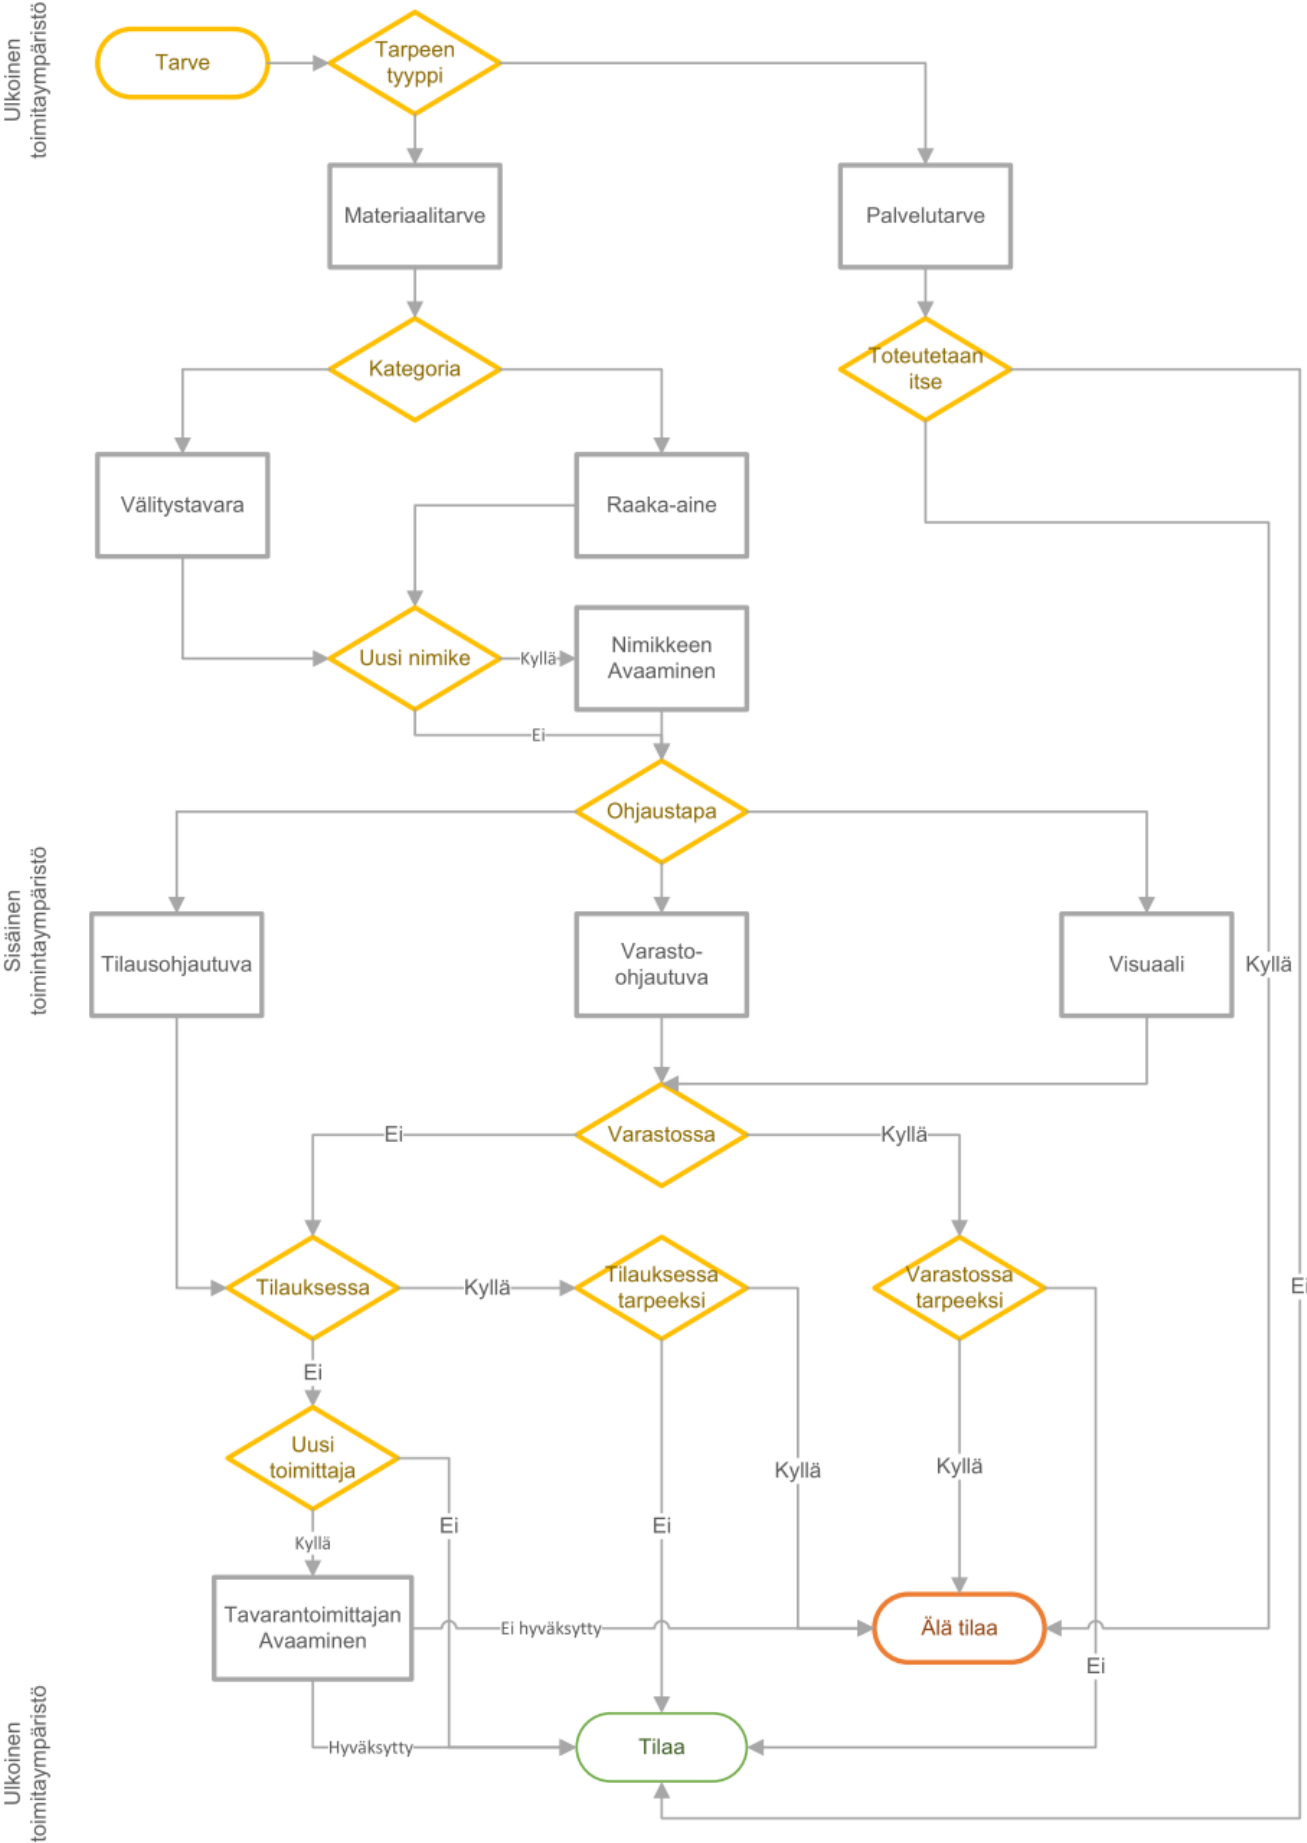 Ulkoinen
toimitaympäristö
Tarve
Tarpeen
tyyppi
Materiaalitarve
Palvelutarve
Kategoria
Toteutetaan
itse
Välitystavara
Raaka-aine
Uusi nimike
Kyllä
Nimikkeen
Avaaminen
Ei
Ohjaustapa
Sisäinen
toimintaympäristö
Tilausohjautuva
Varasto-
ohjautuva
Visuaali
Kyllä
Ei
Varastossa
Kyllä
Tilauksessa
Kyllä
Tilauksessa
tarpeeksi
Varastossa
tarpeeksi
Ei
Ei
Uusi
toimittaja
Kyllä
Kyllä
Ei
Ei
Kyllä
Tavarantoimittajan
Avaaminen
Ei hyväksytty
Älä tilaa
Ei
Ulkoinen
toimitaympäristö
Hyväksytty
Tilaa